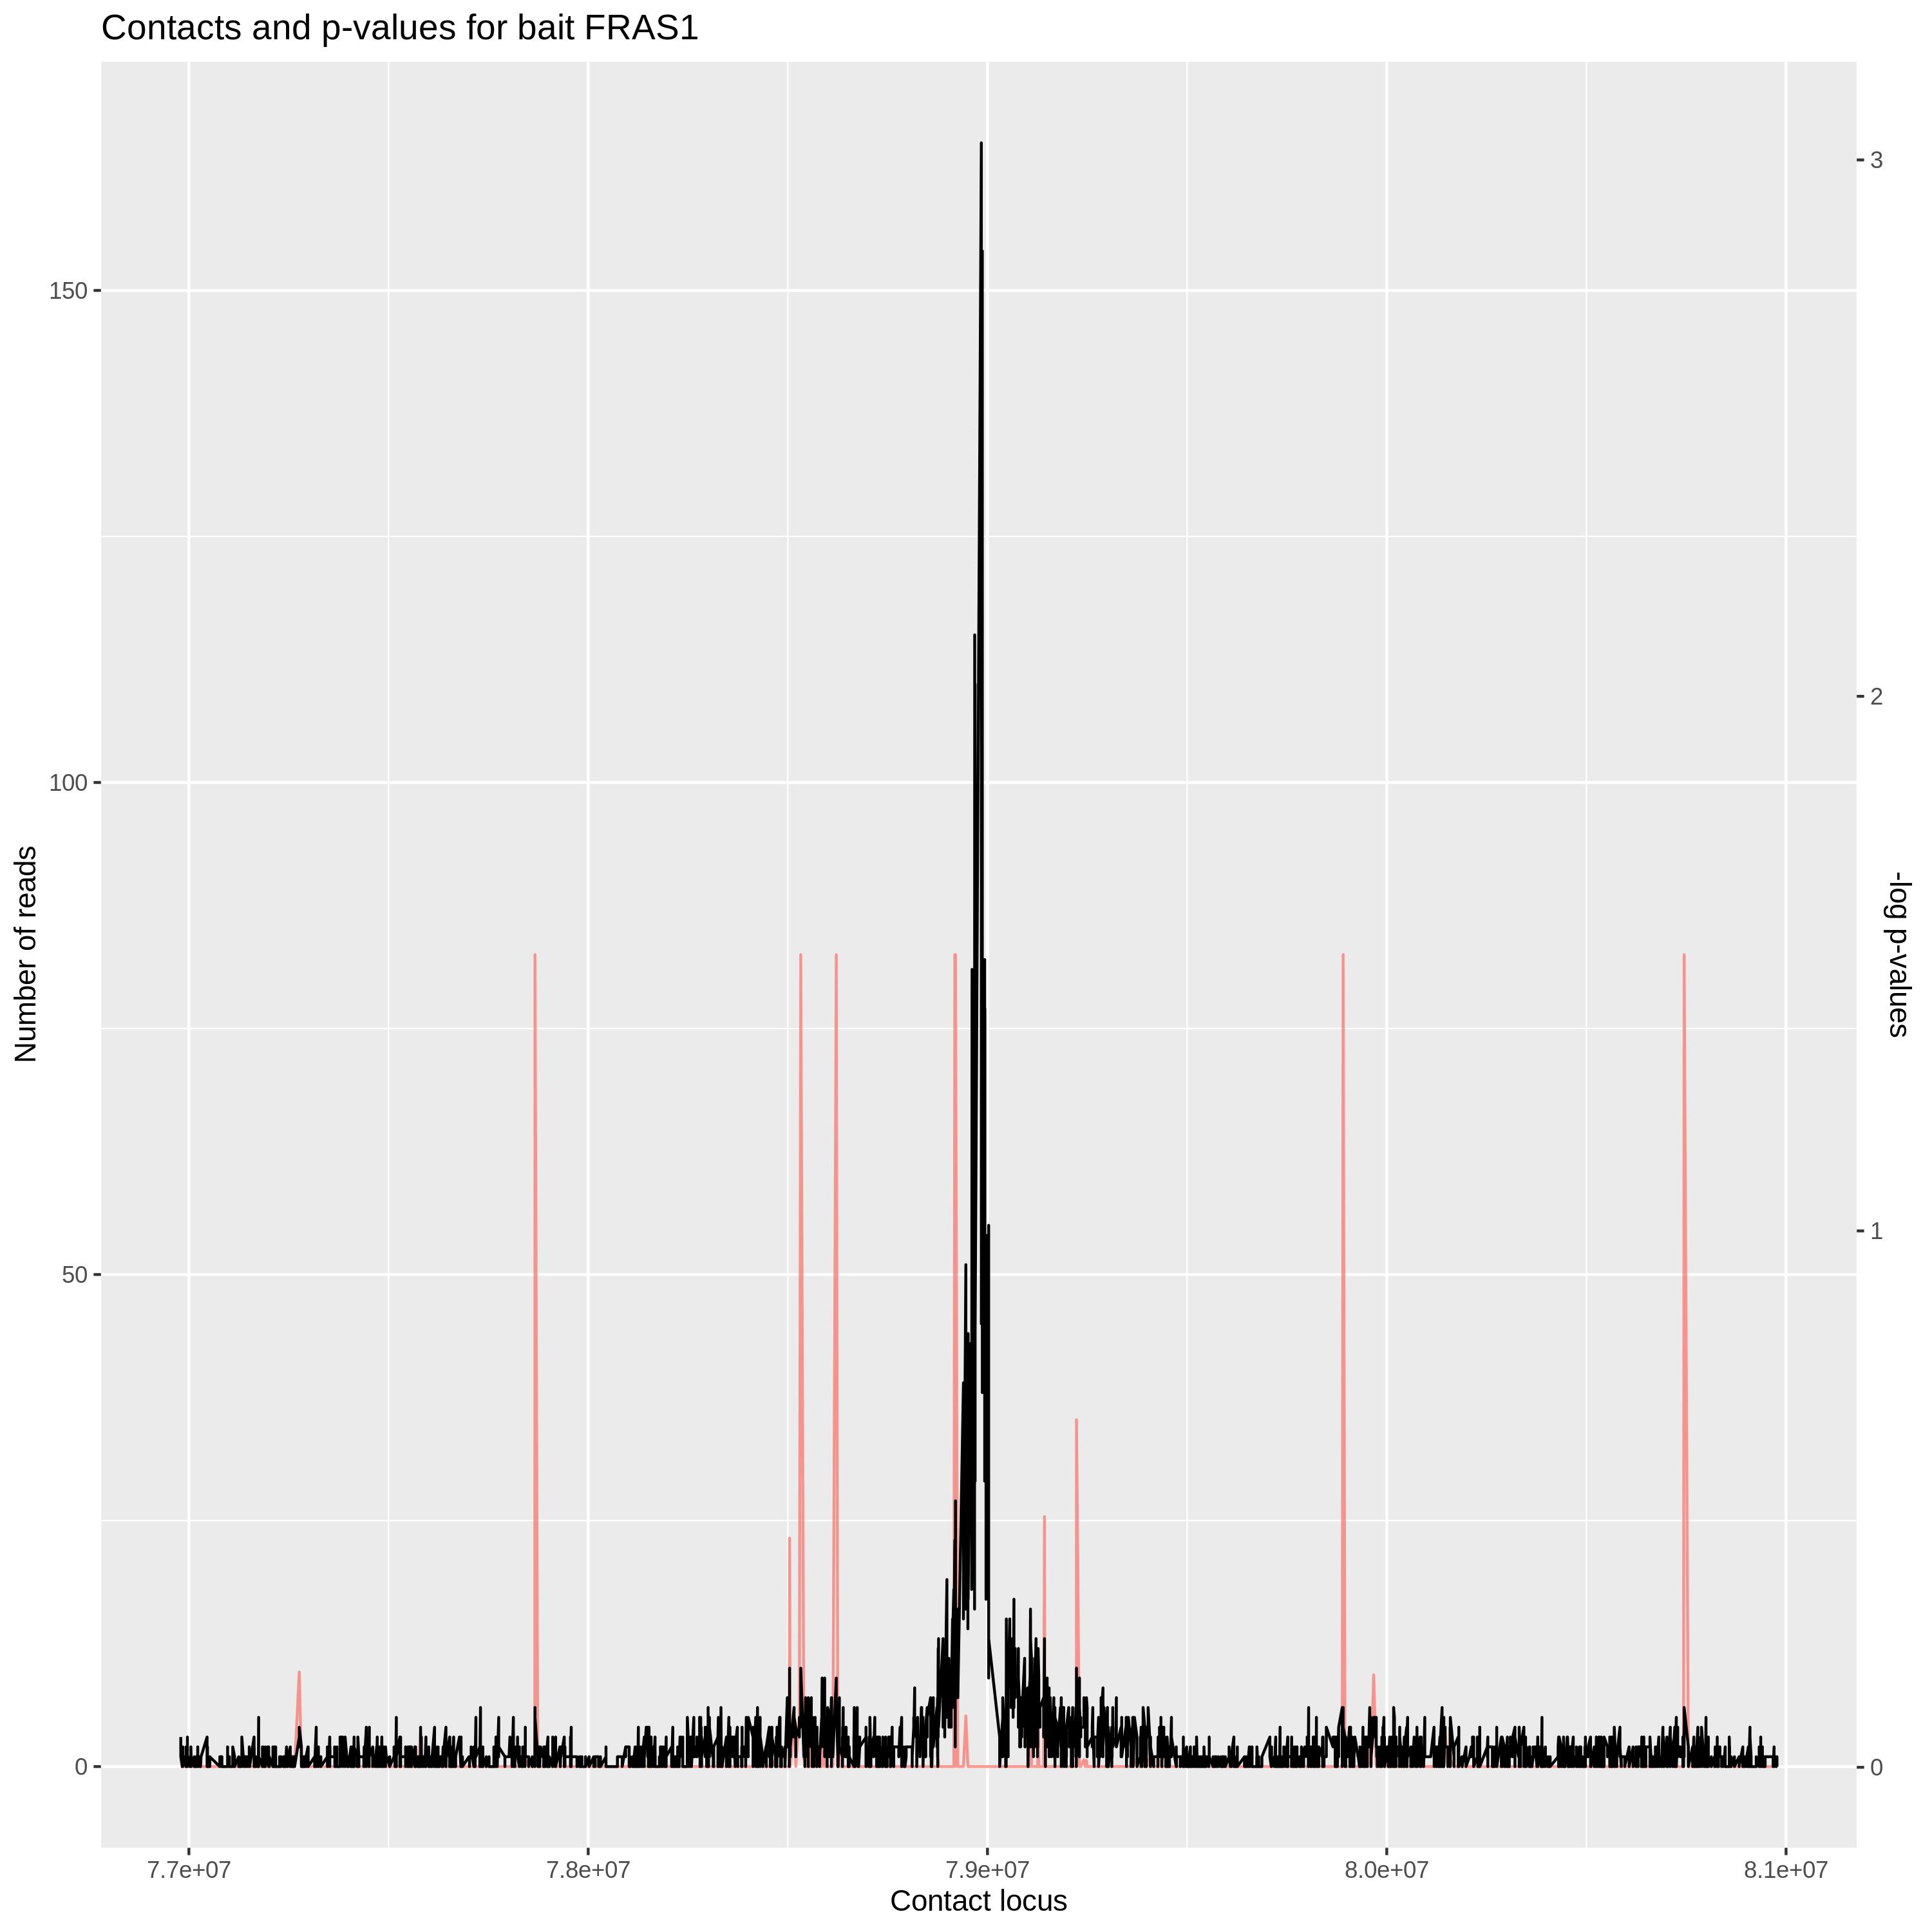 Contacts and p-values for bait FRAS1
Number of reads
150
100
50
0
3
2
1
0
-log p-values
7.7e+07 7.8e+07 7.9e+07 8.0e+07 8.1e+07
Contact locus